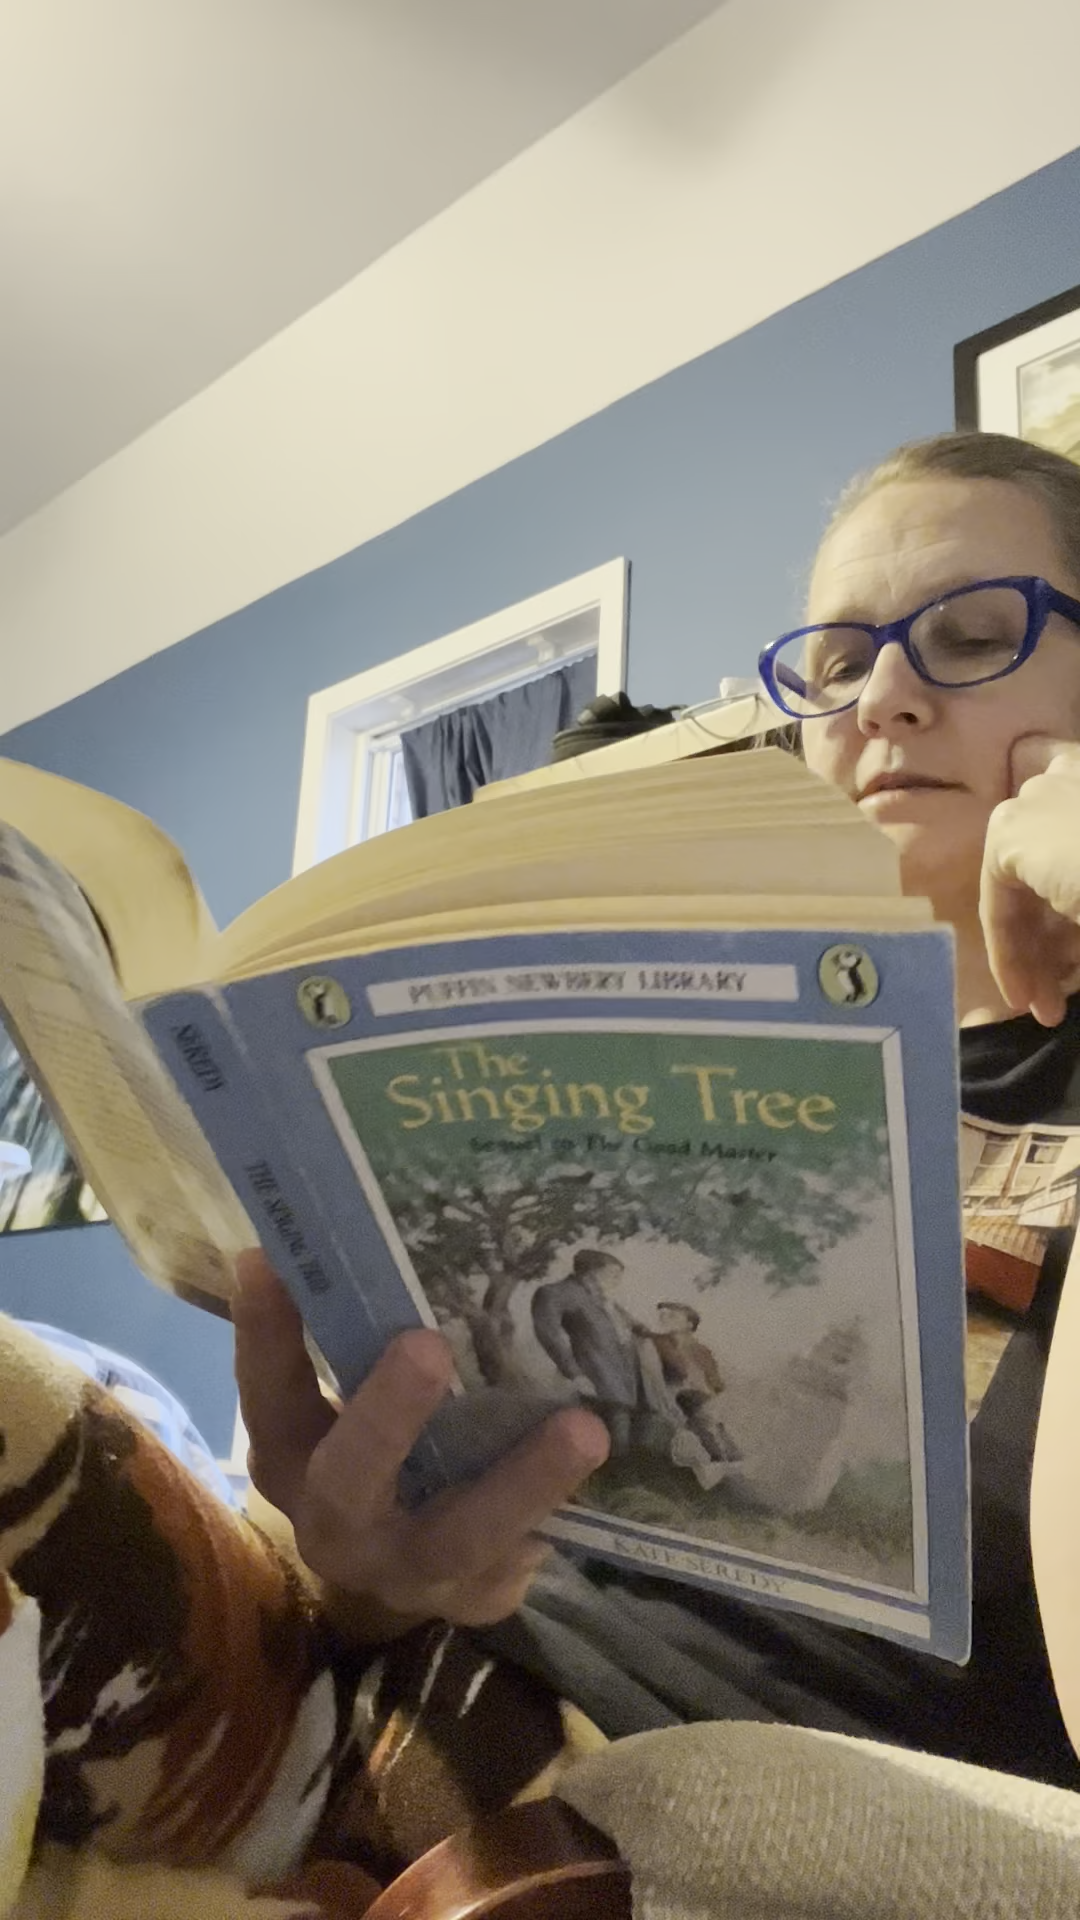 PUFFIN NEWBERY LIBRARY
The
Singing Tree
Sequel to The Good Master
KATE SEREDY
SEREDY
THE SINGING TREE